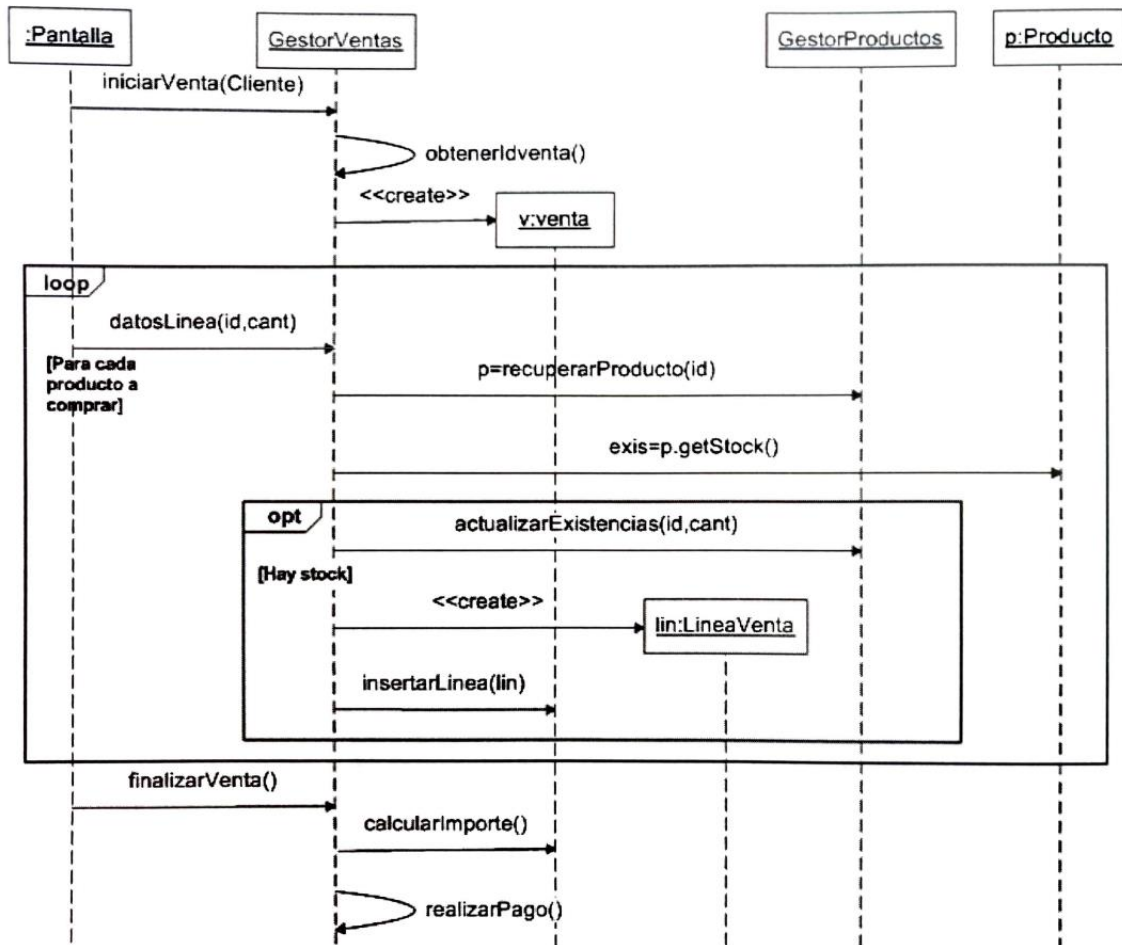 :Pantalla
GestorVentas
GestorProductos
p:Producto
iniciarVenta(Cliente)
obtenerIdventa()
<<create>>
v:venta
loop
datosLinea(id,cant)
[Para cada
producto a
comprar]
p=recuperarProducto(id)
exis=p.getStock()
opt
actualizarExistencias(id,cant)
[Hay stock]
<<create>>
lin:LineaVenta
insertarLinea(lin)
finalizarVenta()
calcularImporte()
realizarPago()